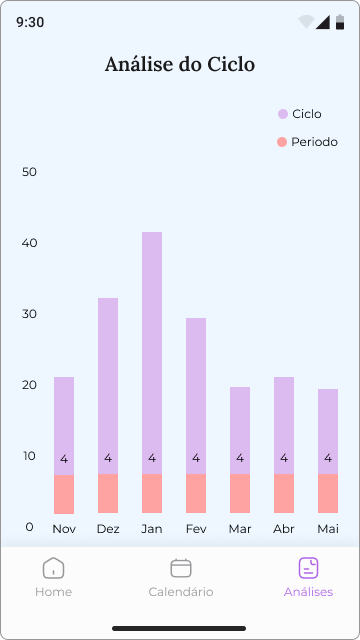 9:30
Análise do Ciclo
Ciclo
Periodo
50
40
30
20
10
4 4 4 4 4 4 4
0
Nov Dez Jan Fev Mar Abr Mai
Home Calendário Análises